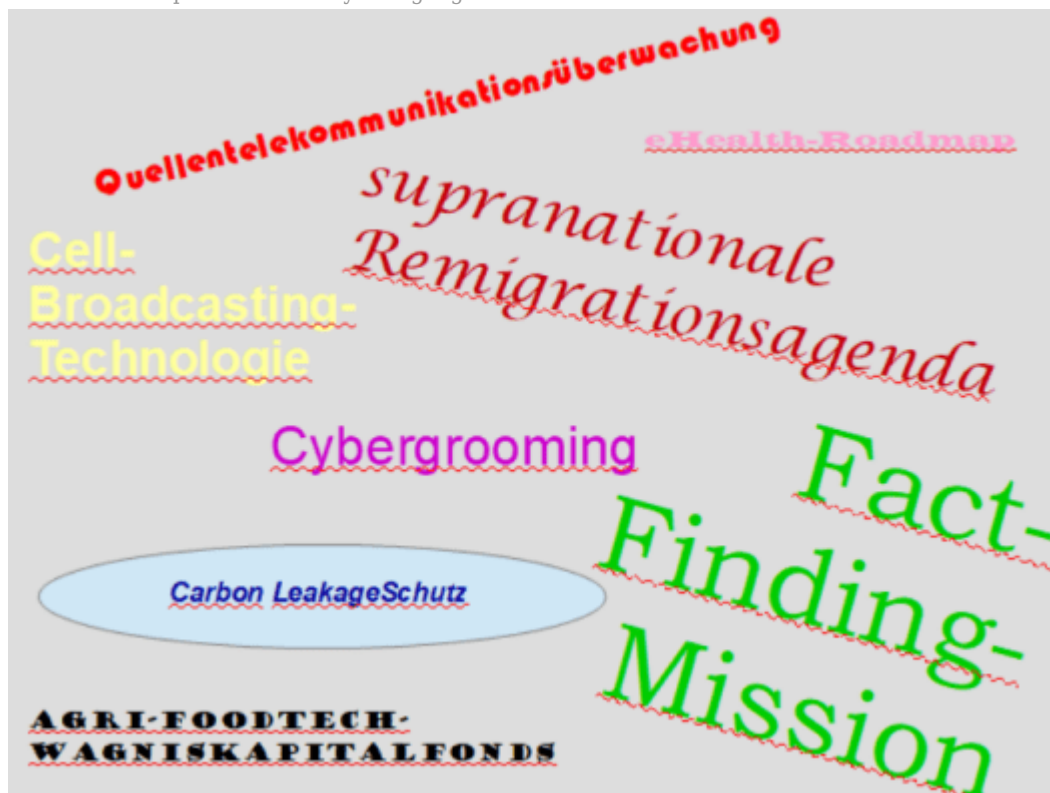 Quellentelekommunikationsüberwachung
eHealth-Roadmap
supranationale
Remigrationsagenda
Cell-
Broadcasting-
Technologie
Cybergrooming
Fact-
Finding-
Mission
Carbon LeakageSchutz
AGRI-FOODTECH-
WAGNISKAPITALFONDS